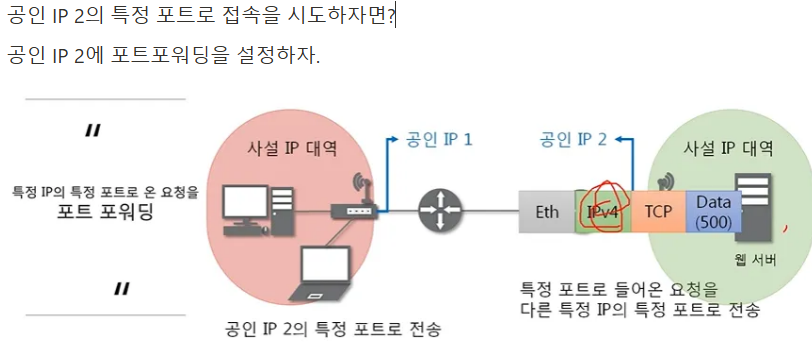 공인 IP 2의 특정 포트로 접속을 시도하자면?
공인 IP 2에 포트포워딩을 설정하자.
"
특정 IP의 특정 포트로 온 요청을
포트 포워딩
"
사설 IP 대역
공인 IP 1
공인 IP 2
사설 IP 대역
Eth
IPv4
TCP
Data
(500)
웹 서버
공인 IP 2의 특정 포트로 전송
특정 포트로 들어온 요청을
다른 특정 IP의 특정 포트로 전송